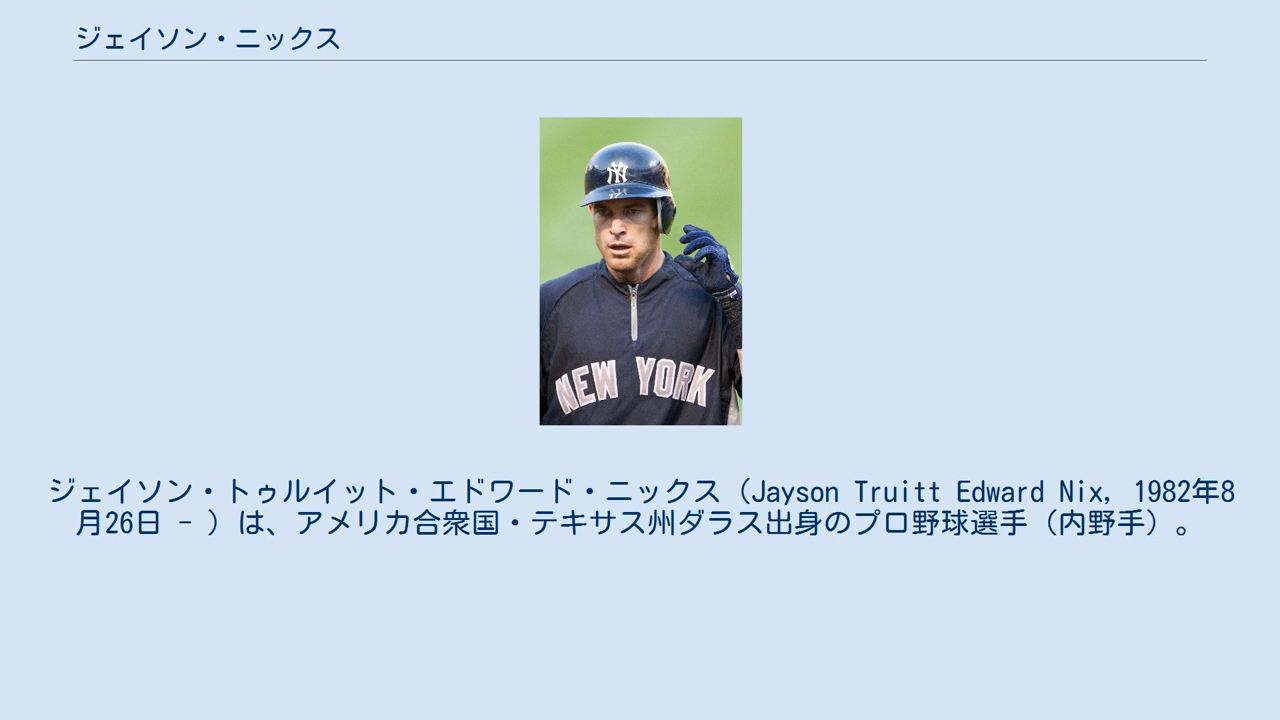 ジェイソン・ニックス
NY
NEW YORK
ジェイソン・トゥルイット・エドワード・ニックス（Jayson Truitt Edward Nix, 1982年8
月26日 - ）は、アメリカ合衆国・テキサス州ダラス出身のプロ野球選手（内野手）。